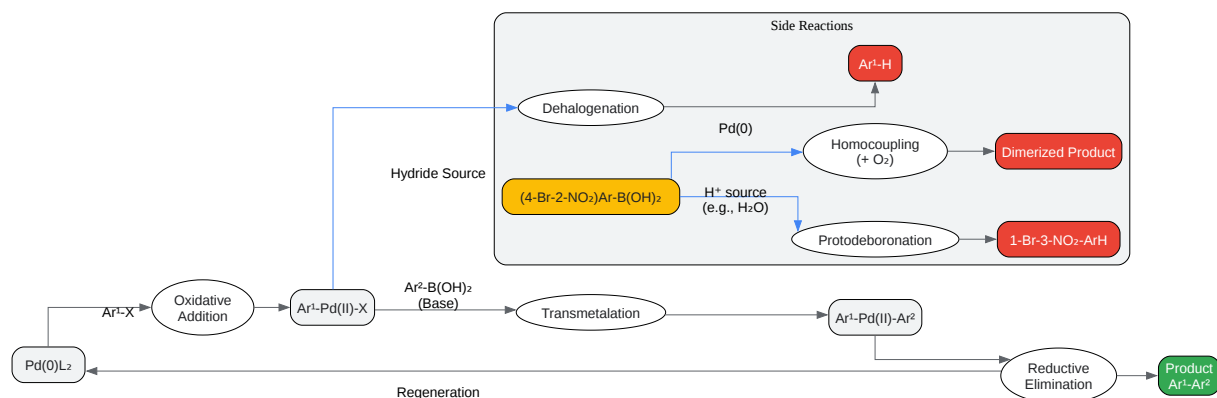 Side Reactions
Ar¹-H
Dehalogenation
Pd(0)
Homocoupling
(+ O₂)
Dimerized Product
Hydride Source
(4-Br-2-NO₂)Ar-B(OH)₂
H⁺ source
(e.g., H₂O)
Protodeboronation
1-Br-3-NO₂-ArH
Ar¹-X
Oxidative
Addition
Ar¹-Pd(II)-X
Ar²-B(OH)₂
(Base)
Transmetalation
Ar¹-Pd(II)-Ar²
Pd(0)L₂
Regeneration
Reductive
Elimination
Product
Ar¹-Ar²